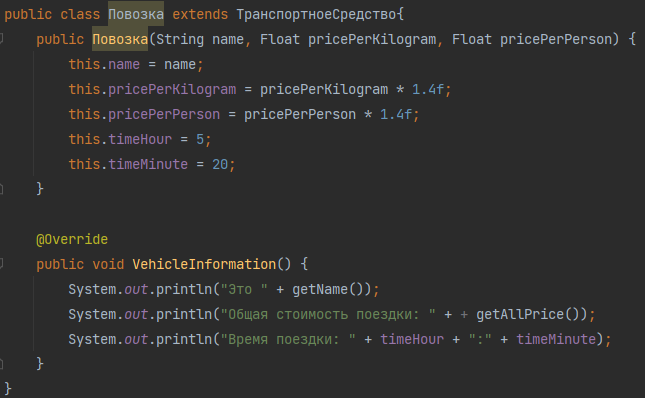 public class Повозка extends ТранспортноеСредство{
public Повозка(String name, Float pricePerKilogram, Float pricePerPerson) {
this.name = name;
this.pricePerKilogram = pricePerKilogram * 1.4f;
this.pricePerPerson = pricePerPerson * 1.4f;
this.timeHour = 5;
this.timeMinute = 20;
}
@Override
public void VehicleInformation() {
System.out.println("Это " + getName());
System.out.println("Общая стоимость поездки: " + + getAllPrice());
System.out.println("Время поездки: " + timeHour + ":" + timeMinute);
}
}